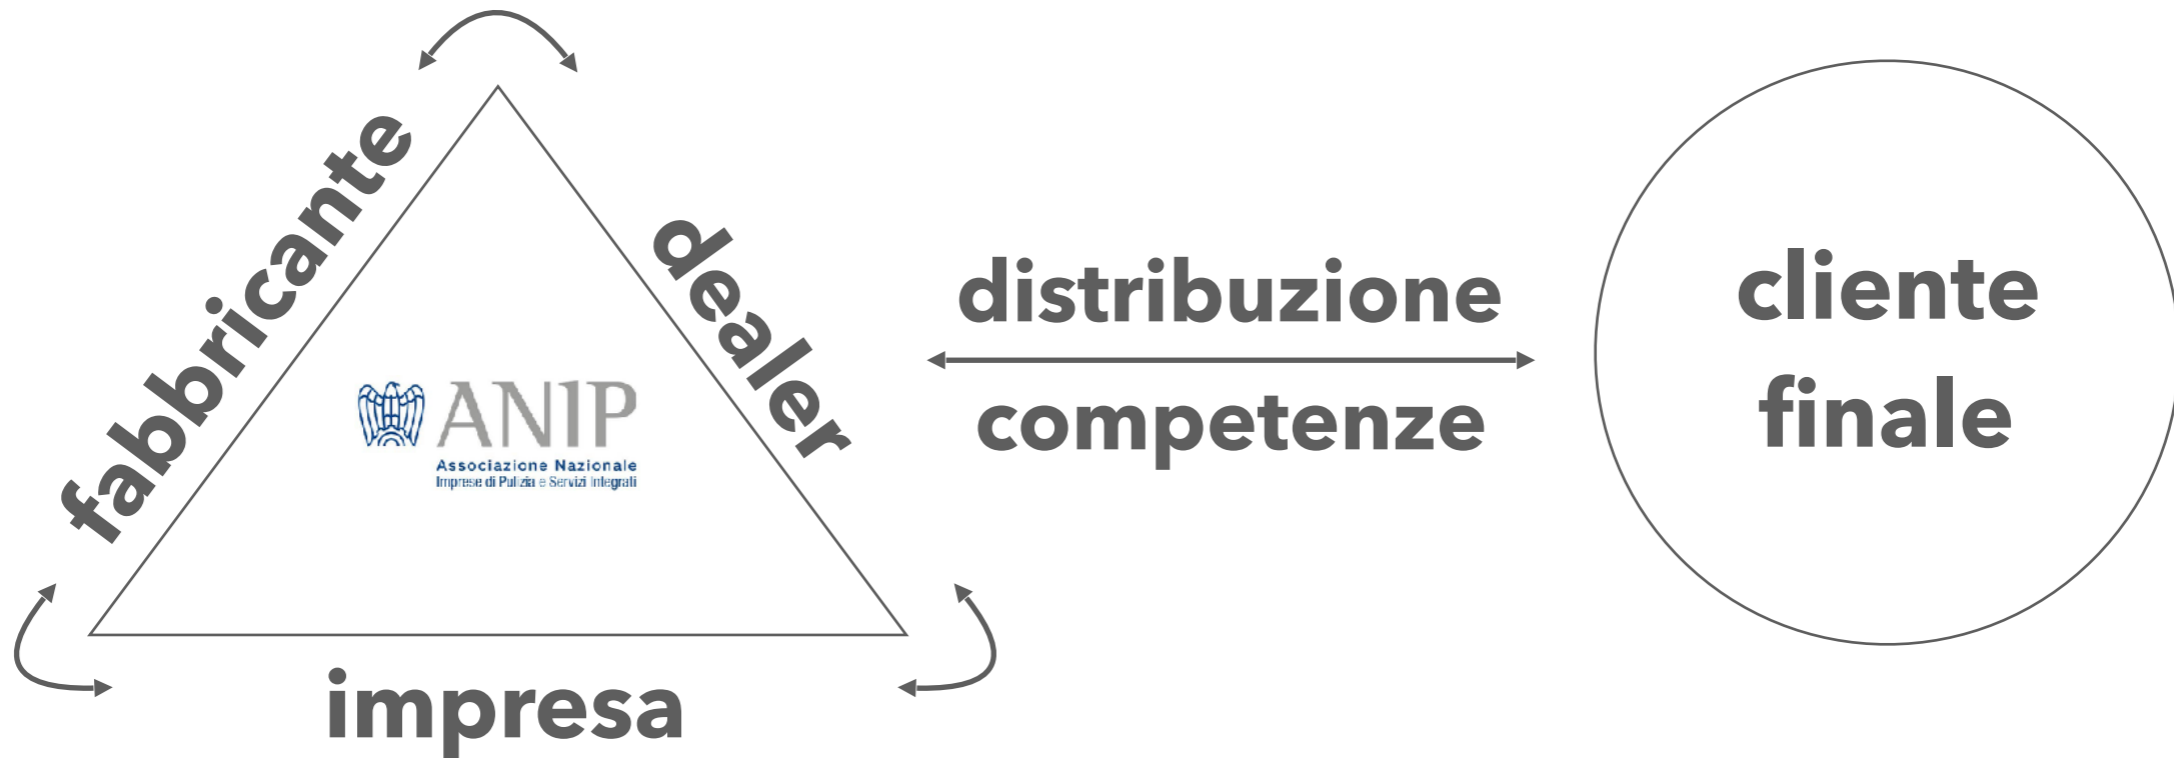 fabbricante
dealer
ANIP
Associazione Nazionale
Imprese di Pulizia e Servizi Integrati
impresa
distribuzione
competenze
cliente
finale